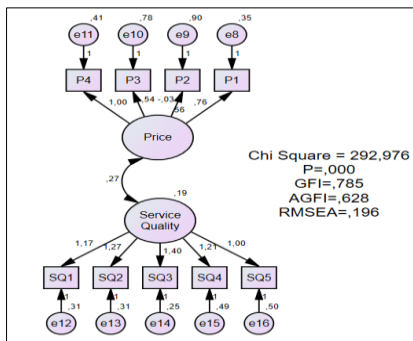 ,41 ,78 ,90 ,35
e11 e10 e9 e8
1 1 1 1
P4 P3 P2 P1
1,00 ,54 -,03 ,76
,56
Price
,27
,19
Service
Quality
1,17 1,27 1,40 1,21 1,00
SQ1 SQ2 SQ3 SQ4 SQ5
1 1 1 1 1
,31 ,31 ,25 ,49 ,50
e12 e13 e14 e15 e16
Chi Square = 292,976
P=,000
GFI=,785
AGFI=,628
RMSEA=,196